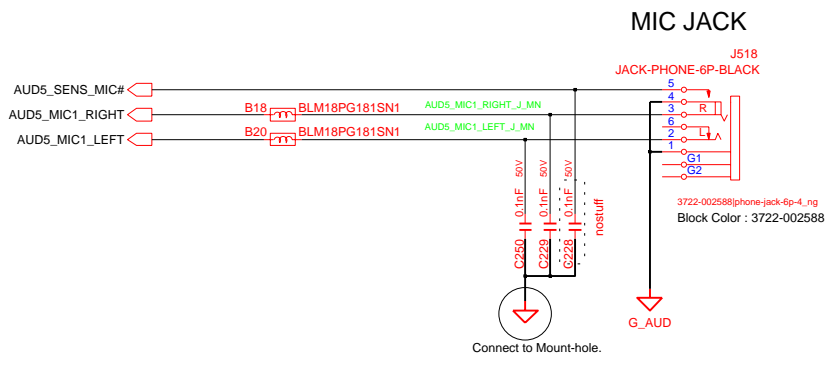 MIC JACK
J518
JACK-PHONE-6P-BLACK
AUD5_SENS_MIC#
5
4
AUD5_MIC1_RIGHT
B18
BLM18PG181SN1
AUD5_MIC1_RIGHT_J_MN
3
R
6
AUD5_MIC1_LEFT
B20
BLM18PG181SN1
AUD5_MIC1_LEFT_J_MN
2
L
1
G1
G2
C250 0.1nF 50V
C229 0.1nF 50V
C228 0.1nF 50V
nostuff
3722-002588|phone-jack-6p-4_ng
Block Color : 3722-002588
G_AUD
Connect to Mount-hole.